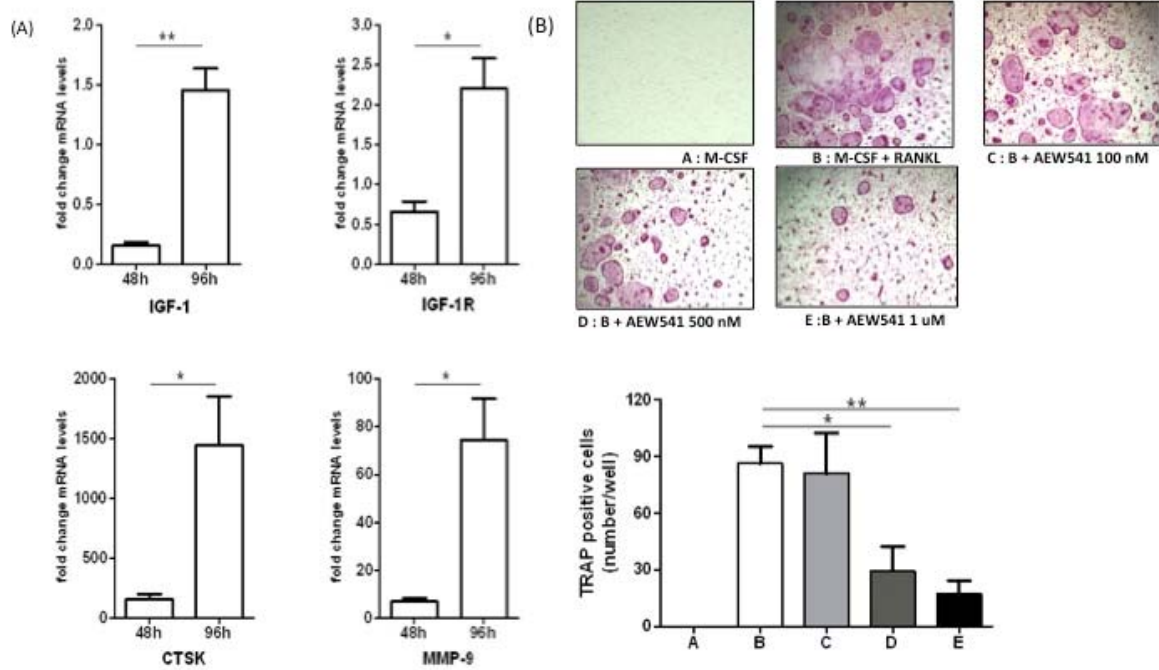 (A)
2.0
1.5
1.0
0.5
0.0
fold change mRNA levels
**
48h
96h
IGF-1
3.0
2.5
2.0
1.5
1.0
0.5
0.0
fold change mRNA levels
*
48h
96h
IGF-1R
2000
1500
1000
500
0
fold change mRNA levels
*
48h
96h
CTSK
100
80
60
40
20
0
fold change mRNA levels
*
48h
96h
MMP-9
(B)
A : M-CSF
B : M-CSF + RANKL
C : B + AEW541 100 nM
D : B + AEW541 500 nM
E :B + AEW541 1 uM
120
90
60
30
0
TRAP positive cells
(number/well)
**
*
A
B
C
D
E